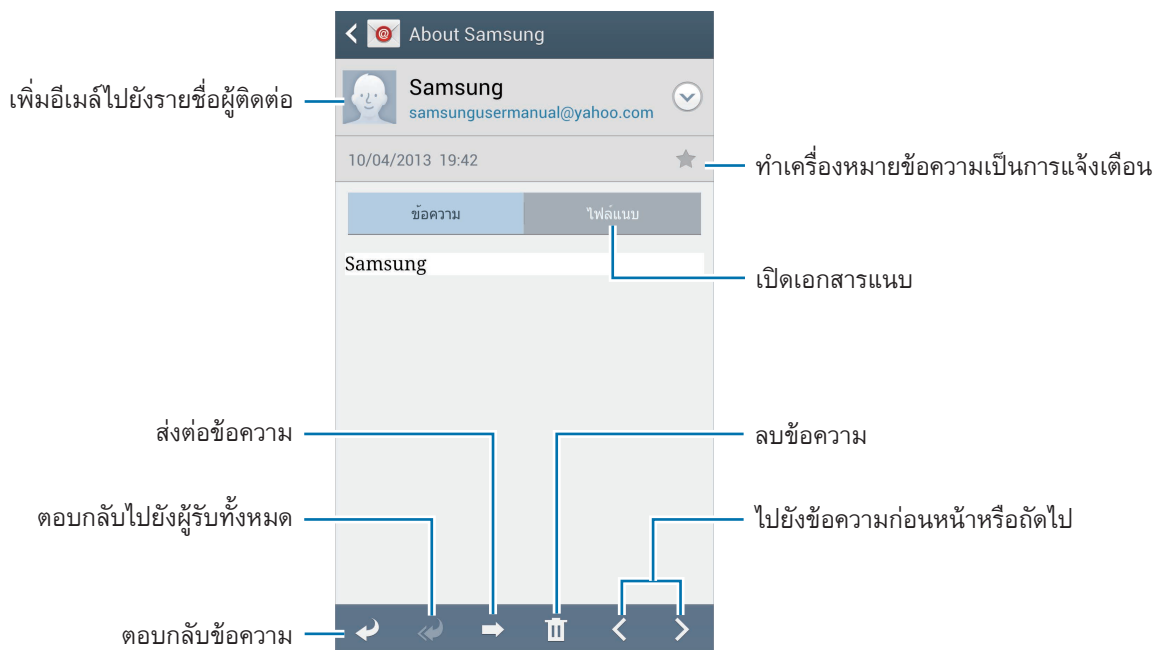 About Samsung
เพิ่มอีเมล์ไปยังรายชื่อผู้ติดต่อ
Samsung
samsungusermanual@yahoo.com
10/04/2013 19:42
ทำเครื่องหมายข้อความเป็นการแจ้งเตือน
ข้อความ
ไฟล์แนบ
Samsung
เปิดเอกสารแนบ
ส่งต่อข้อความ
ลบข้อความ
ตอบกลับไปยังผู้รับทั้งหมด
ไปยังข้อความก่อนหน้าหรือถัดไป
ตอบกลับข้อความ